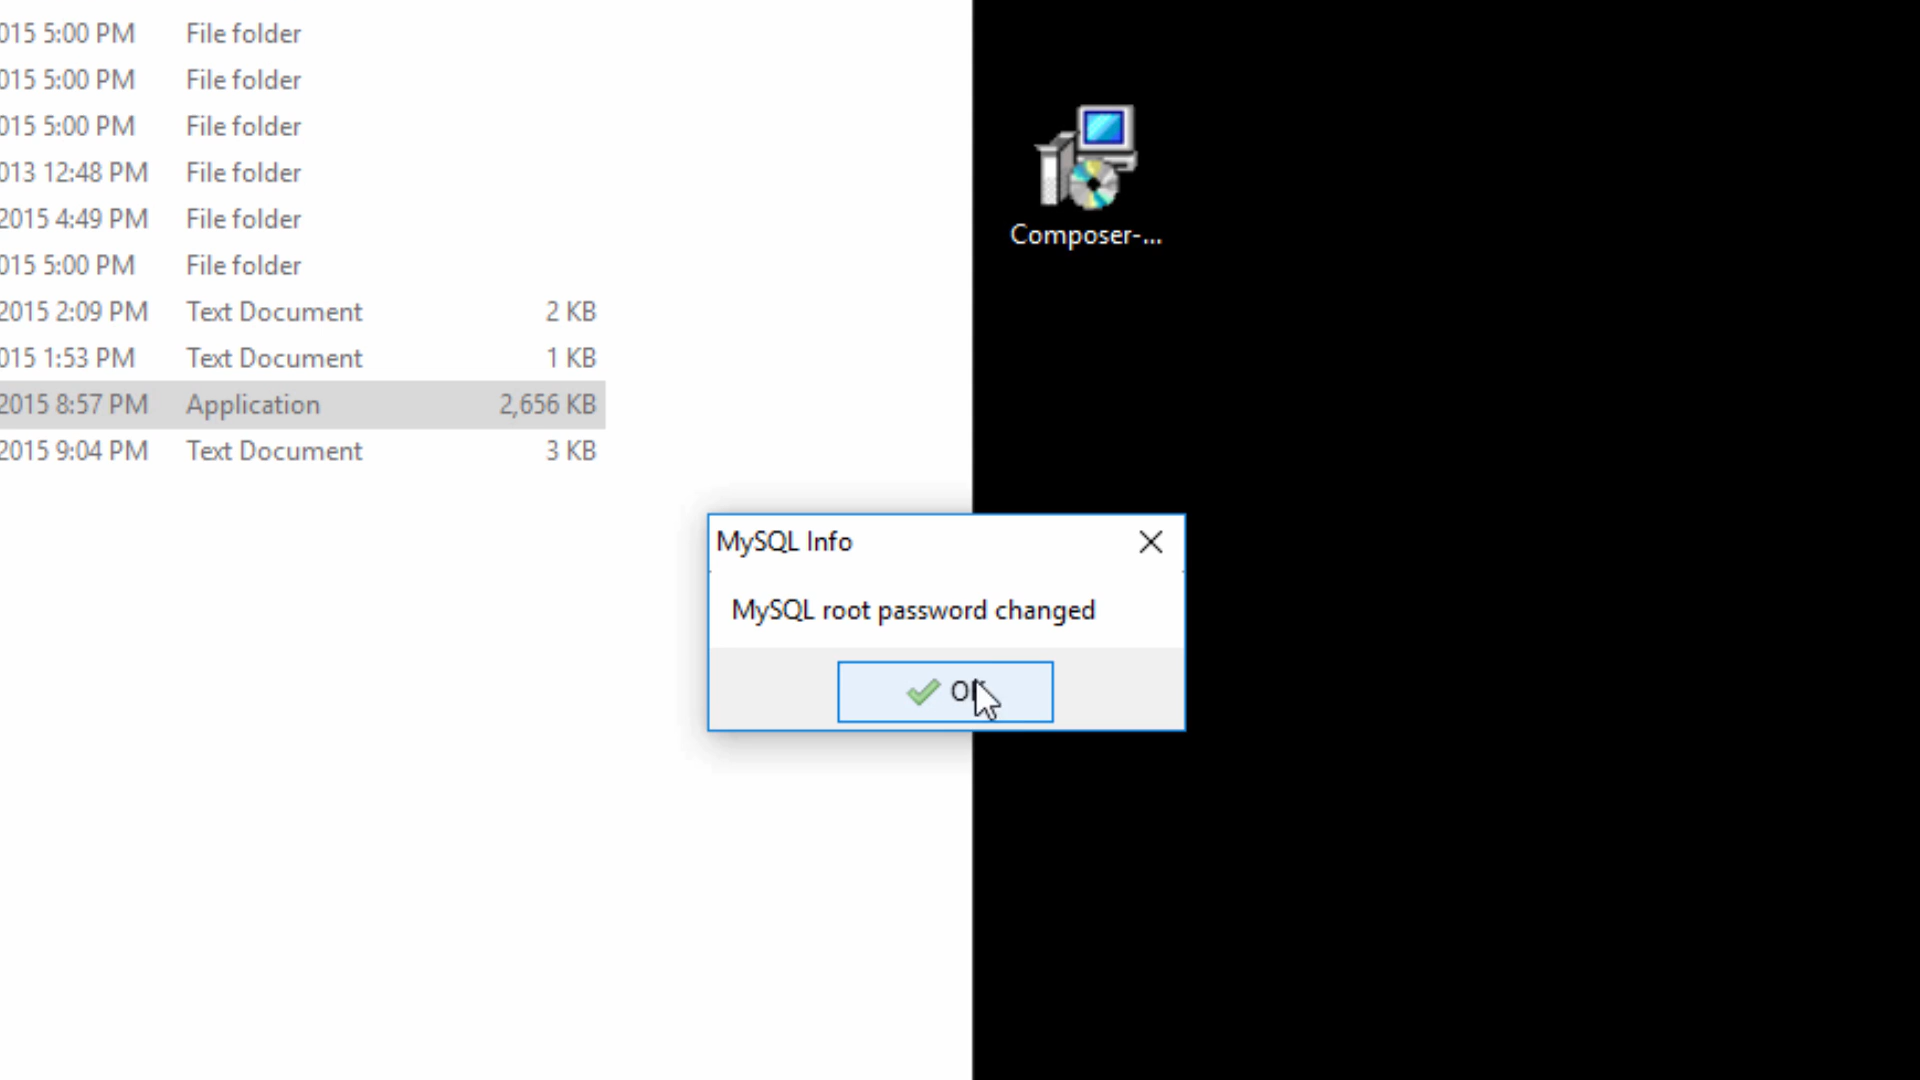 015 5:00 PM File folder
015 5:00 PM File folder
015 5:00 PM File folder
013 12:48 PM File folder
2015 4:49 PM File folder
015 5:00 PM File folder
2015 2:09 PM Text Document 2 KB
015 1:53 PM Text Document 1 KB
2015 8:57 PM Application 2,656 KB
2015 9:04 PM Text Document 3 KB
Composer-...
MySQL Info
MySQL root password changed
OK